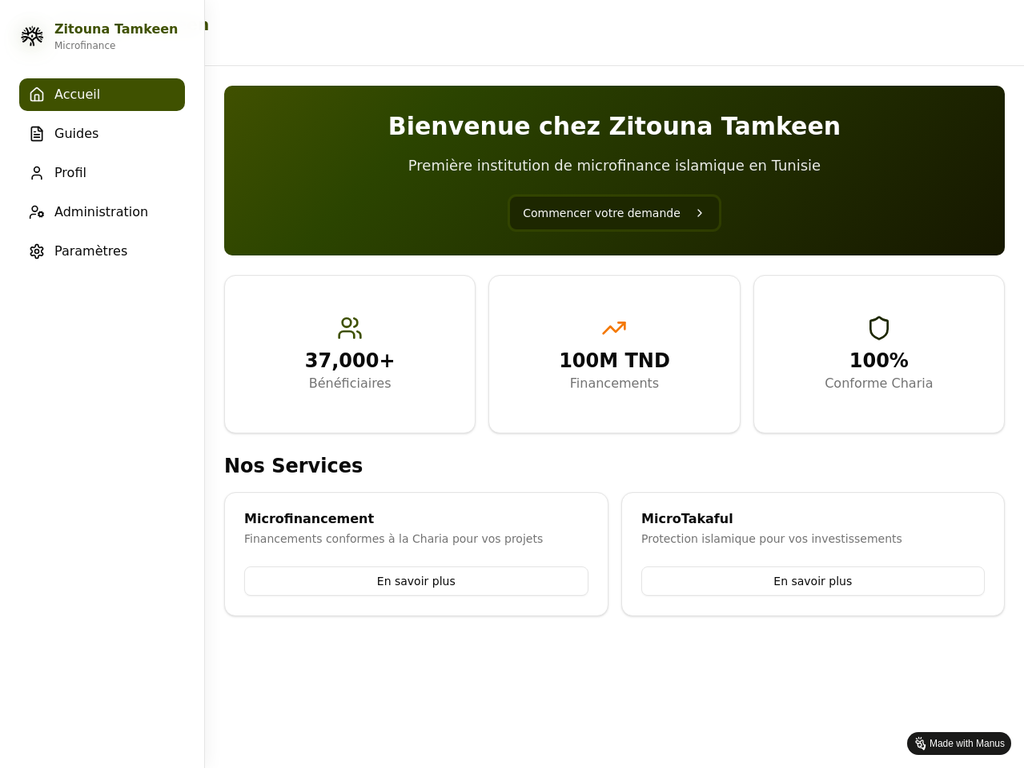 Zitouna Tamkeen
Microfinance
Accueil
Guides
Profil
Administration
Paramètres
Bienvenue chez Zitouna Tamkeen
Première institution de microfinance islamique en Tunisie
Commencer votre demande
37,000+
Bénéficiaires
100M TND
Financements
100%
Conforme Charia
Nos Services
Microfinancement
Financements conformes à la Charia pour vos projets
En savoir plus
MicroTakaful
Protection islamique pour vos investissements
En savoir plus
Made with Manus